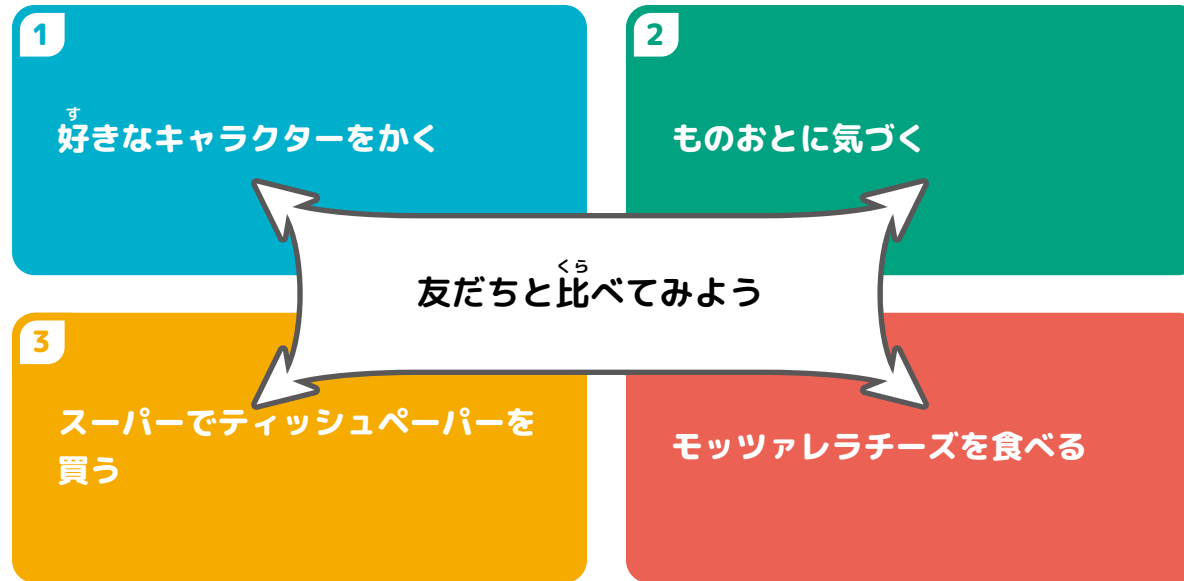 1
好きなキャラクターをかく
す
2
ものおとに気づく
友だちと比べてみよう
くら
3
スーパーでティッシュペーパーを
買う
モッツァレラチーズを食べる